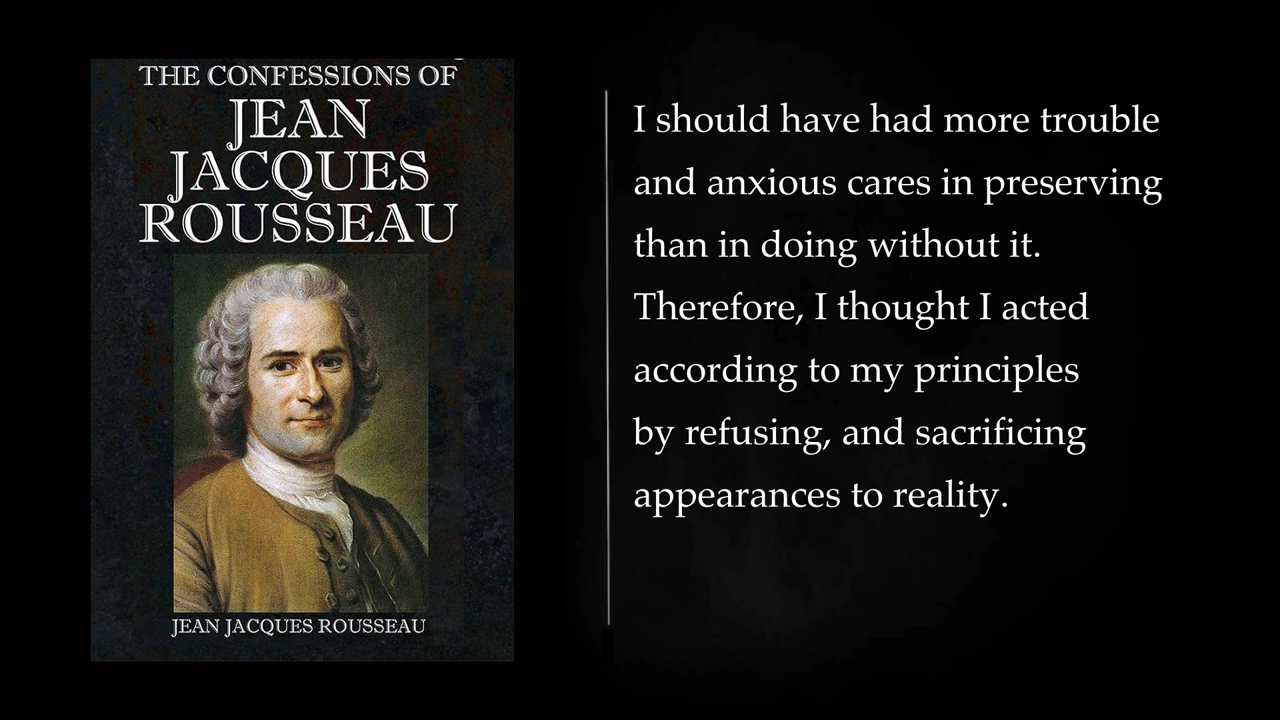 THE CONFESSIONS OF
JEAN
JACQUES
ROUSSEAU
JEAN JACQUES ROUSSEAU
I should have had more trouble
and anxious cares in preserving
than in doing without it.
Therefore, I thought I acted
according to my principles
by refusing, and sacrificing
appearances to reality.